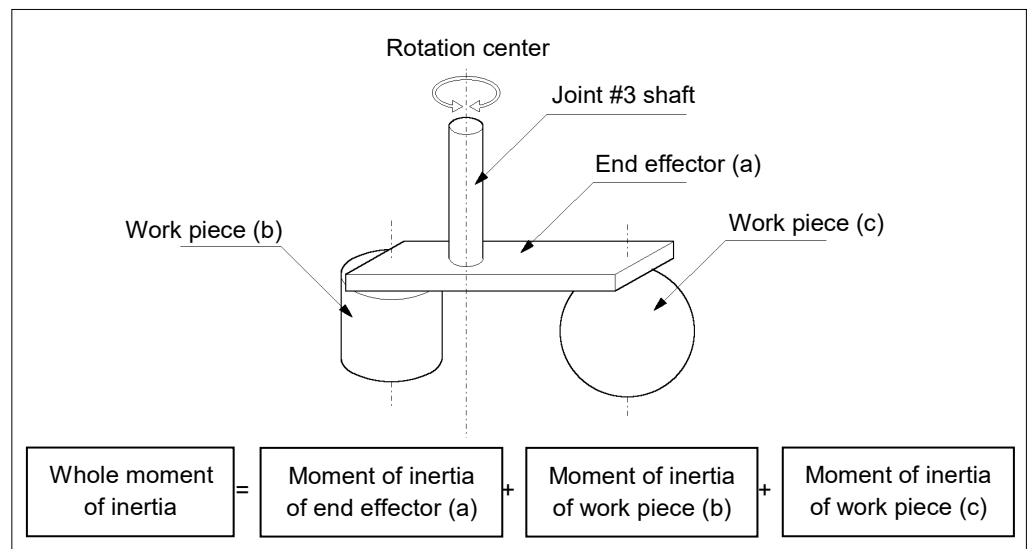 Rotation center
Joint #3 shaft
End effector (a)
Work piece (b)
Work piece (c)
Whole moment
of inertia
=
Moment of inertia
of end effector (a)
+
Moment of inertia
of work piece (b)
+
Moment of inertia
of work piece (c)